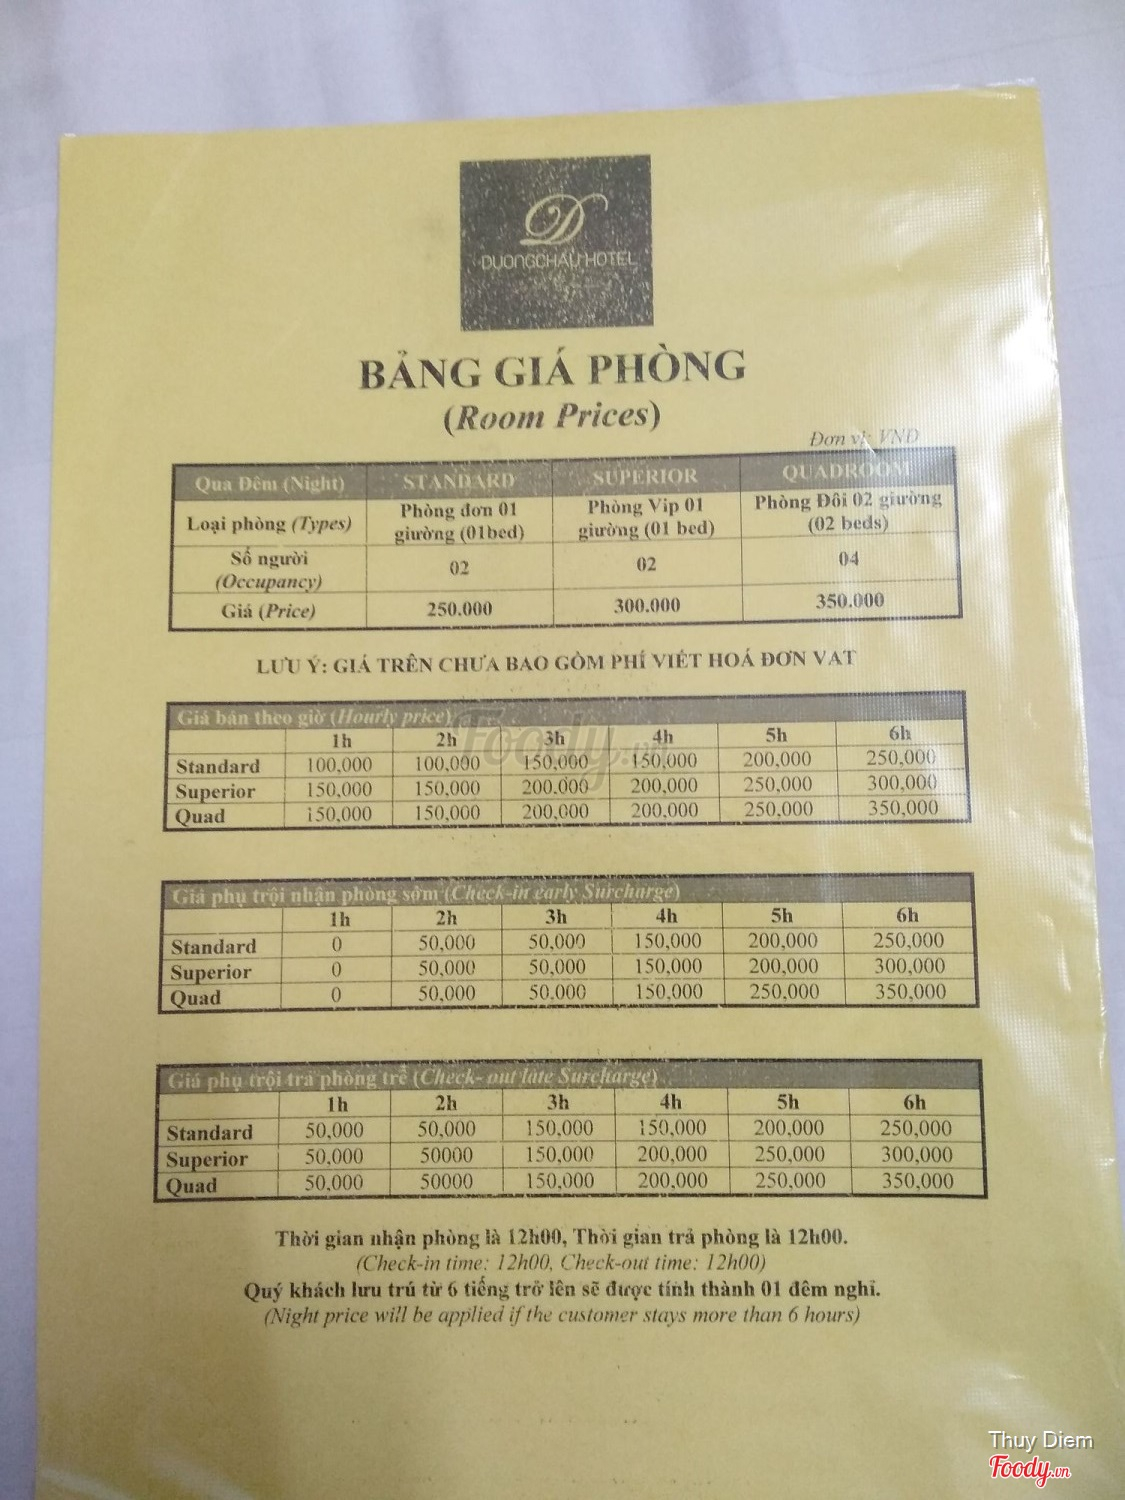 D
DUONGCHAU HOTEL
BẢNG GIÁ PHÒNG
(Room Prices)
Đơn vị: VNĐ
Qua Đêm (Night) STANDARD SUPERIOR QUADROOM
Loại phòng (Types) Phòng đơn 01 giường (01bed) Phòng Vip 01 giường (01 bed) Phòng Đôi 02 giường (02 beds)
Số người (Occupancy) 02 02 04
Giá (Price) 250.000 300.000 350.000
LƯU Ý: GIÁ TRÊN CHƯA BAO GỒM PHÍ VIẾT HOÁ ĐƠN VAT
Giá bán theo giờ (Hourly price)
1h 2h 3h 4h 5h 6h
Standard 100,000 100,000 150,000 150,000 200,000 250,000
Superior 150,000 150,000 200.000 200,000 250,000 300,000
Quad 150,000 150,000 200,000 200,000 250,000 350,000
Foody.vn
Giá phụ trội nhận phòng sớm (Check-in early Surcharge)
1h 2h 3h 4h 5h 6h
Standard 0 50,000 50,000 150,000 200,000 250,000
Superior 0 50,000 50,000 150,000 200,000 300,000
Quad 0 50,000 50,000 150,000 250,000 350,000
Giá phụ trội trả phòng trễ (Check- out late Surcharge)
1h 2h 3h 4h 5h 6h
Standard 50,000 50,000 150,000 150,000 200,000 250,000
Superior 50,000 50000 150,000 200,000 250,000 300,000
Quad 50,000 50000 150,000 200,000 250,000 350,000
Thời gian nhận phòng là 12h00, Thời gian trả phòng là 12h00.
(Check-in time: 12h00, Check-out time: 12h00)
Quý khách lưu trú từ 6 tiếng trở lên sẽ được tính thành 01 đêm nghỉ.
(Night price will be applied if the customer stays more than 6 hours)
Thuy Diem
Foody.vn